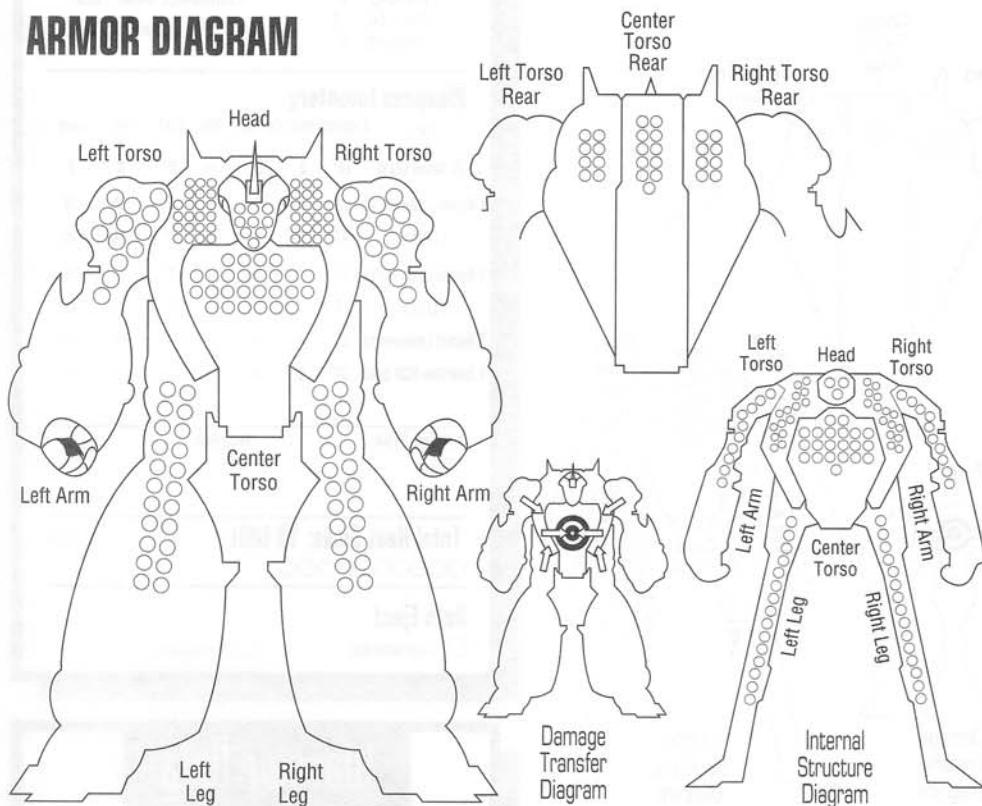 ARMOR DIAGRAM
Head
Left Torso
Right Torso
Left Arm
Center
Torso
Right Arm
Left
Leg
Right
Leg
Center
Torso
Rear
Left Torso
Rear
Right Torso
Rear
Damage
Transfer
Diagram
Left
Torso
Head
Right
Torso
Left Arm
Right Arm
Center
Torso
Left Leg
Right Leg
Internal
Structure
Diagram